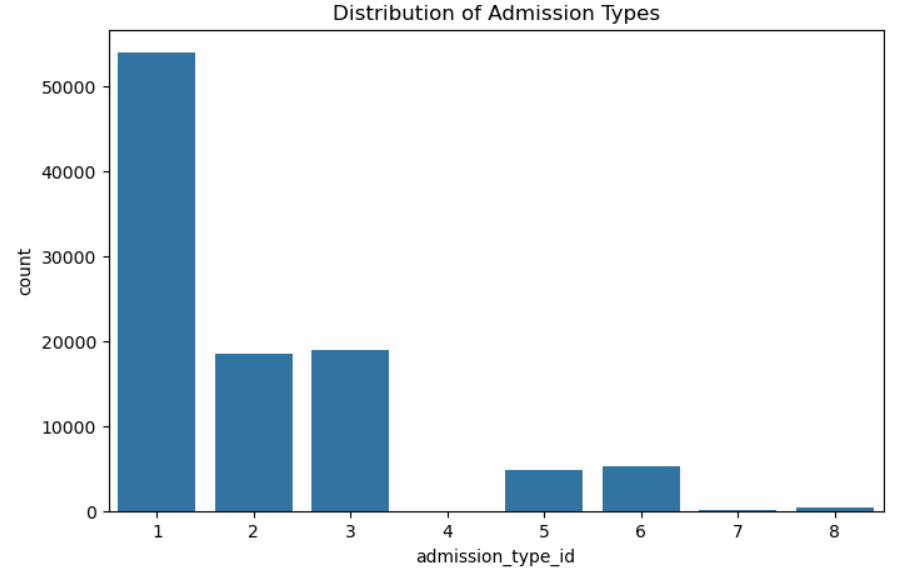 Distribution of Admission Types
50000
40000
30000
20000
10000
0
count
1 2 3 4 5 6 7 8
admission_type_id